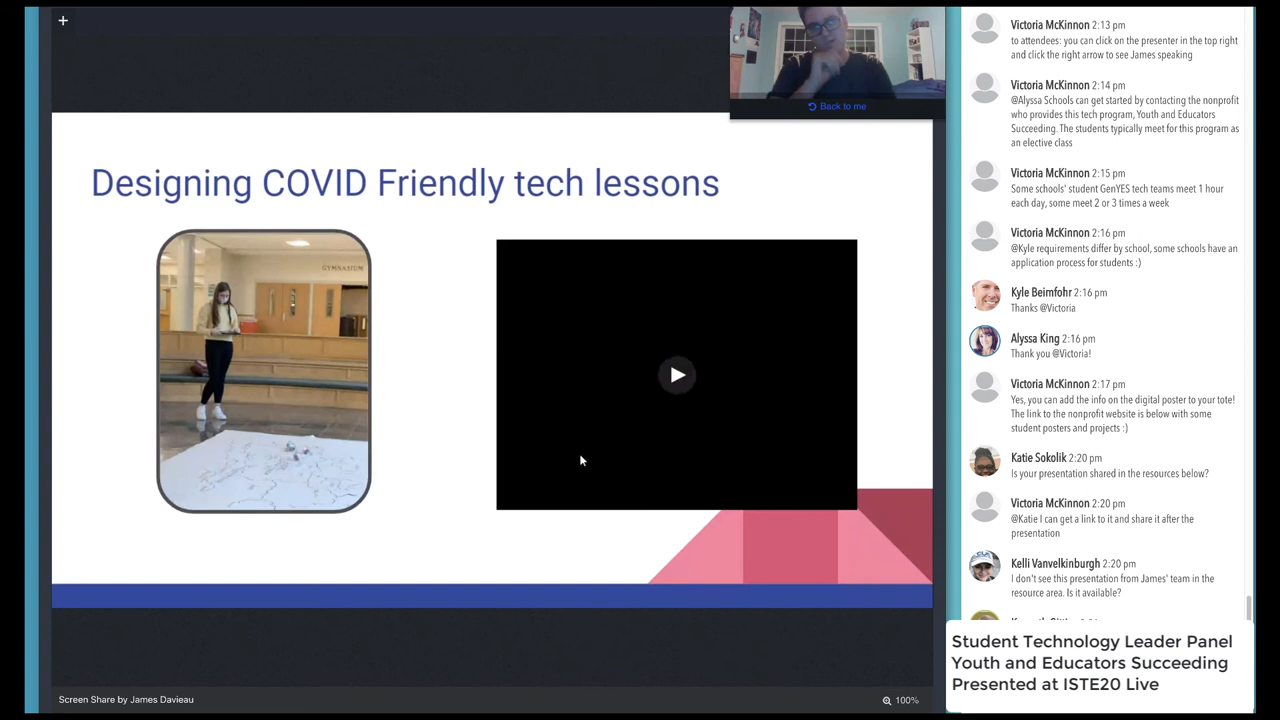 +
Back to me
Designing COVID Friendly tech lessons
GYMNASIUM
Screen Share by James Davieau
100%
Victoria McKinnon 2:13 pm
to attendees: you can click on the presenter in the top right
and click the right arrow to see James speaking
Victoria McKinnon 2:14 pm
@Alyssa Schools can get started by contacting the nonprofit
who provides this tech program, Youth and Educators
Succeeding. The students typically meet for this program as
an elective class
Victoria McKinnon 2:15 pm
Some schools' student GenYES tech teams meet 1 hour
each day, some meet 2 or 3 times a week
Victoria McKinnon 2:16 pm
@Kyle requirements differ by school, some schools have an
application process for students :)
Kyle Beimfohr 2:16 pm
Thanks @Victoria
Alyssa King 2:16 pm
Thank you @Victoria!
Victoria McKinnon 2:17 pm
Yes, you can add the info on the digital poster to your tote!
The link to the nonprofit website is below with some
student posters and projects :)
Katie Sokolik 2:20 pm
Is your presentation shared in the resources below?
Victoria McKinnon 2:20 pm
@Katie I can get a link to it and share it after the
presentation
Kelli Vanvelkinburgh 2:20 pm
I don't see this presentation from James' team in the
resource area. Is it available?
Student Technology Leader Panel
Youth and Educators Succeeding
Presented at ISTE20 Live